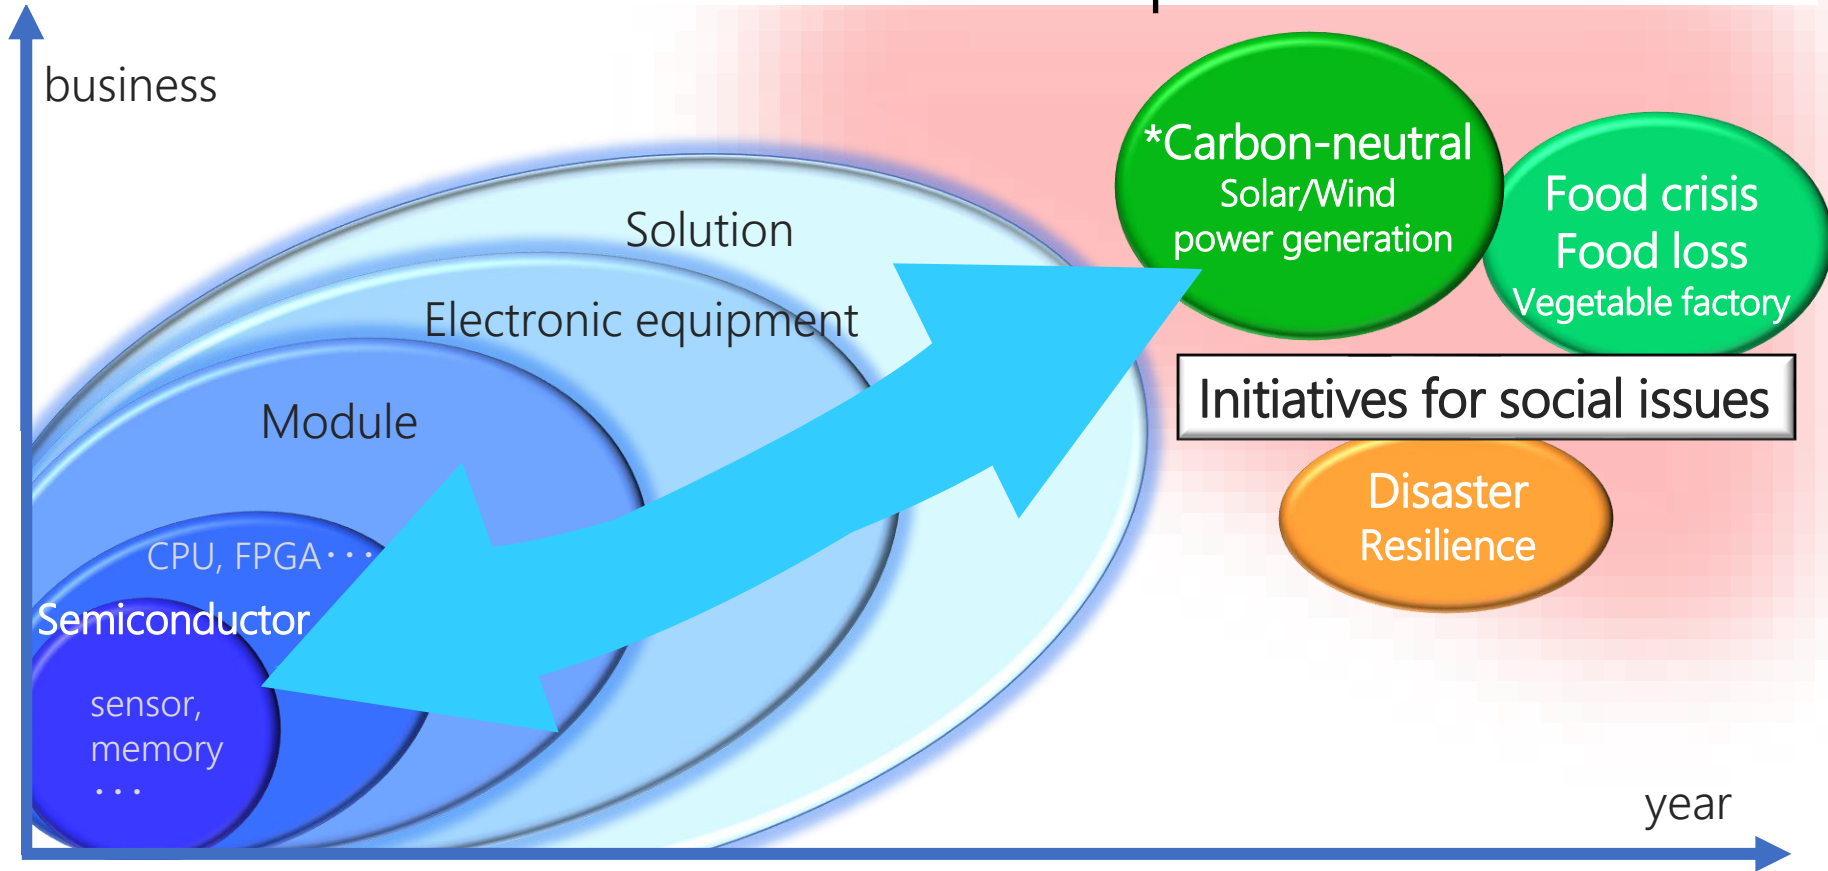 business
*Carbon-neutral
Solar/Wind
power generation
Food crisis
Food loss
Vegetable factory
Solution
Electronic equipment
Initiatives for social issues
Module
Disaster
Resilience
CPU, FPGA･･･
Semiconductor
sensor,
memory
･･･
year